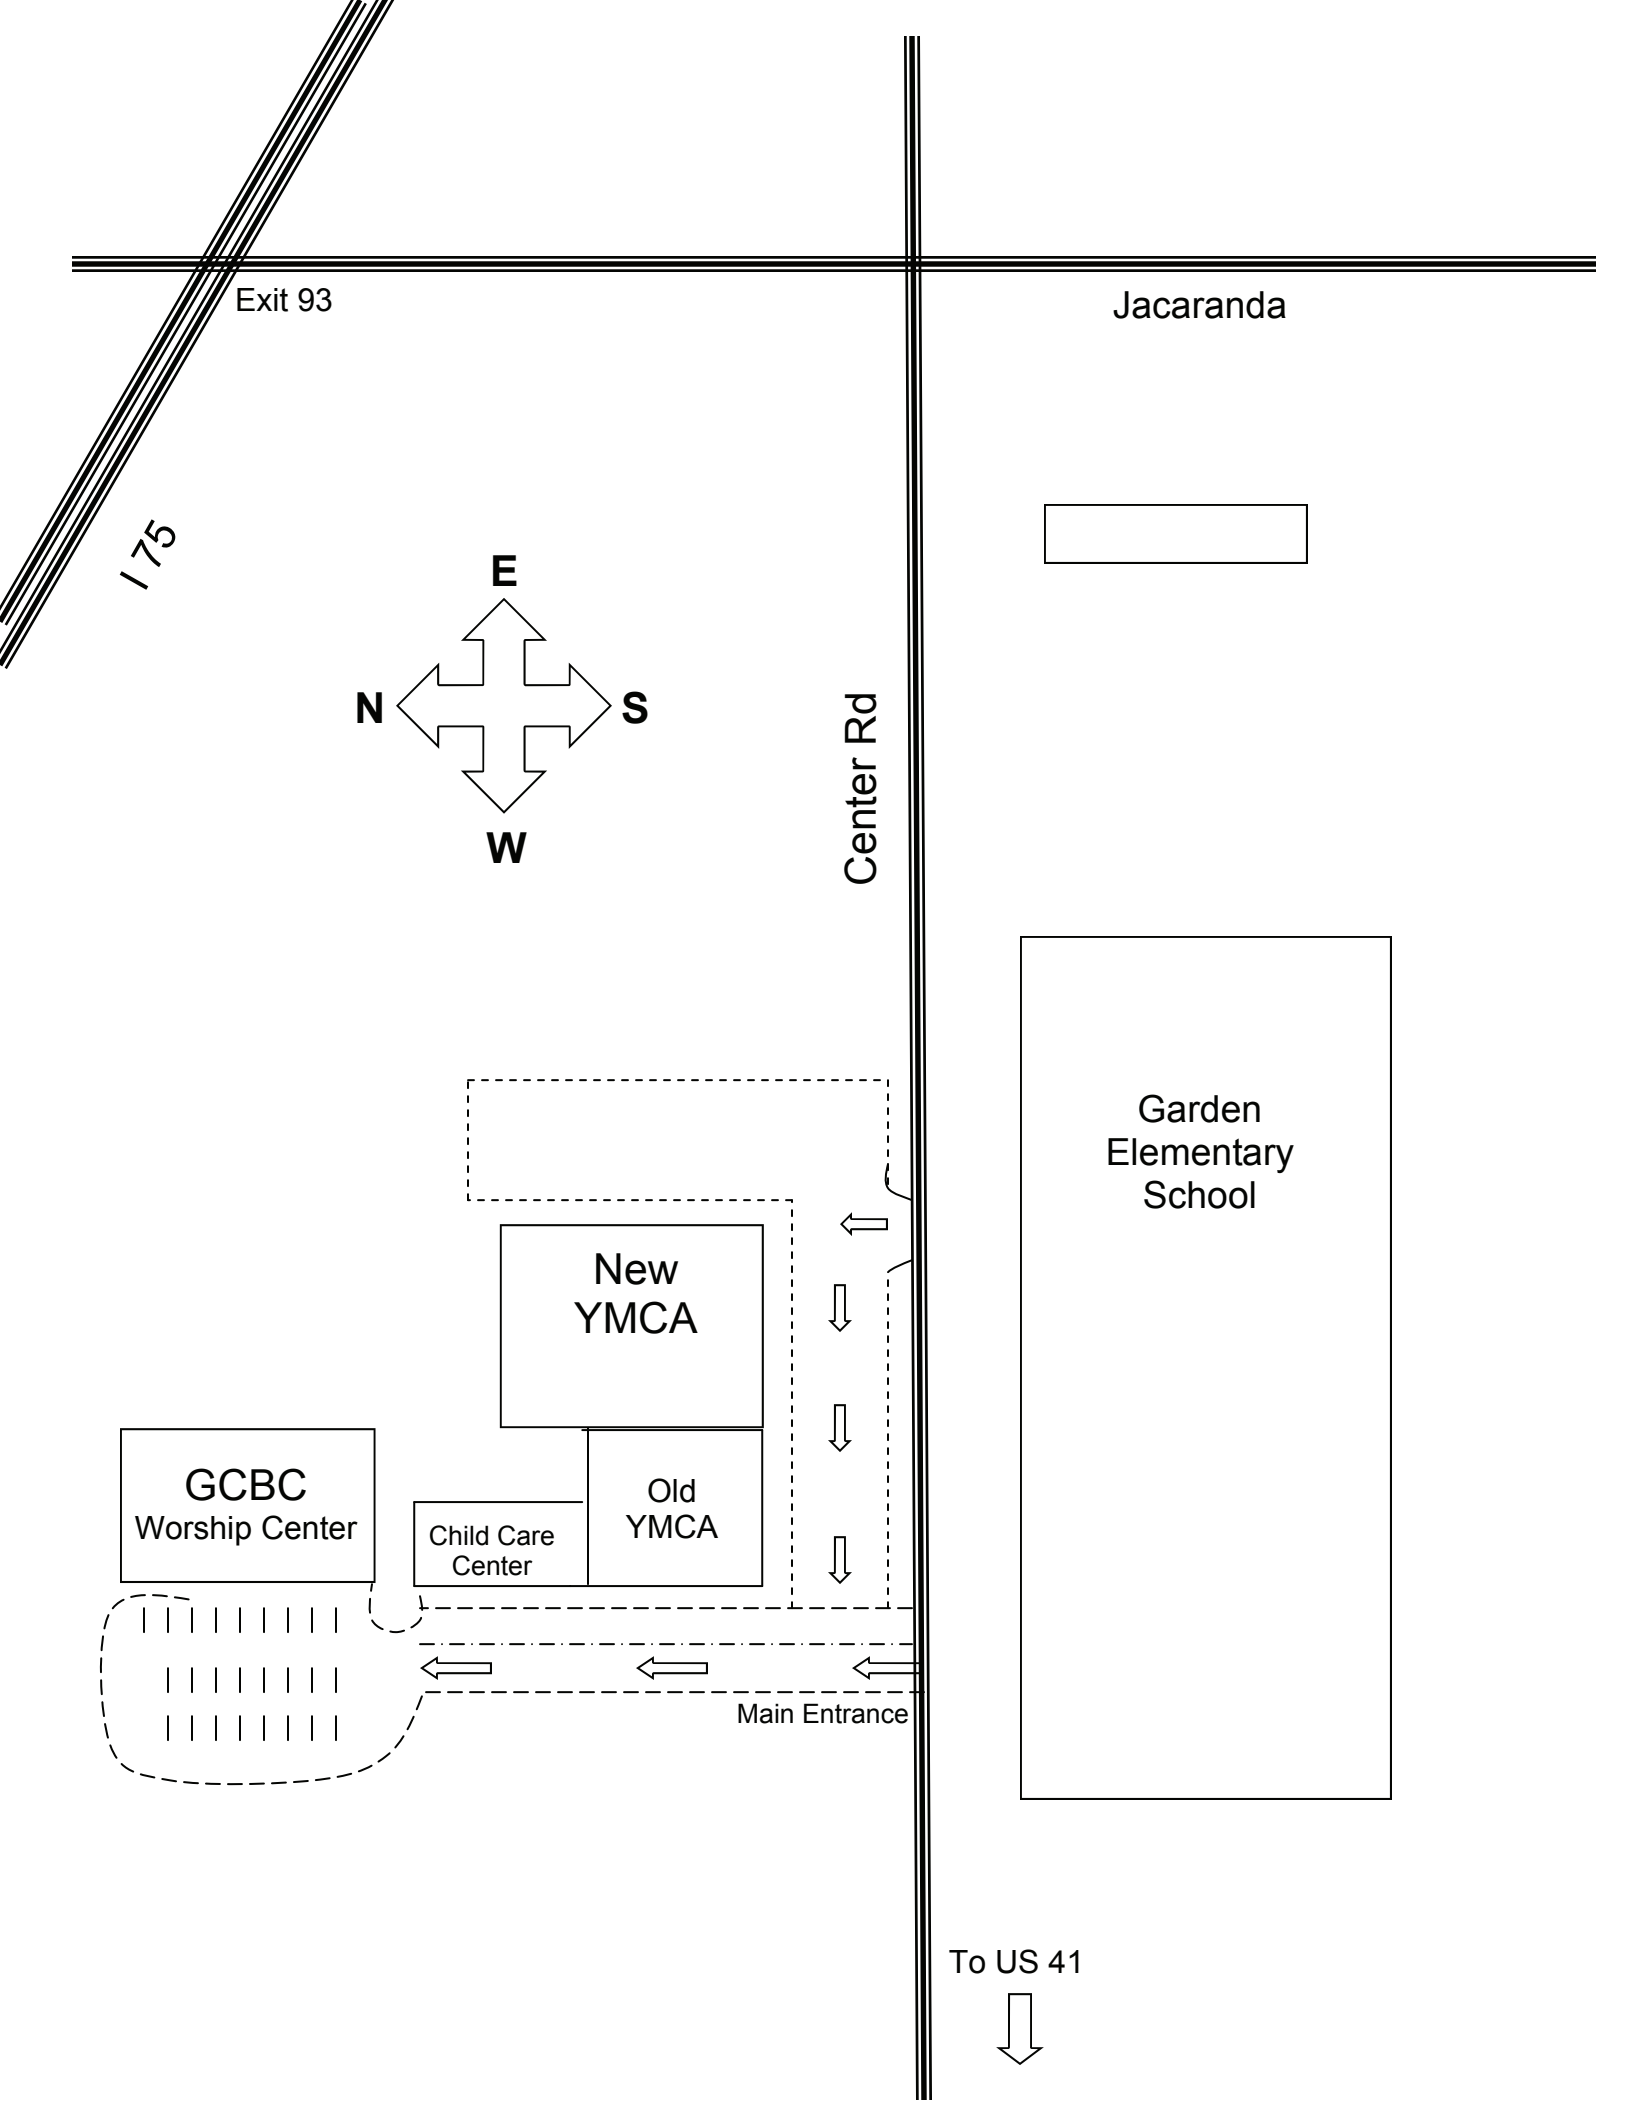 Exit 93
Jacaranda
I 75
E
N
S
W
Center Rd
Garden
Elementary
School
New
YMCA
GCBC
Worship Center
Old
YMCA
Child Care
Center
Main Entrance
To US 41